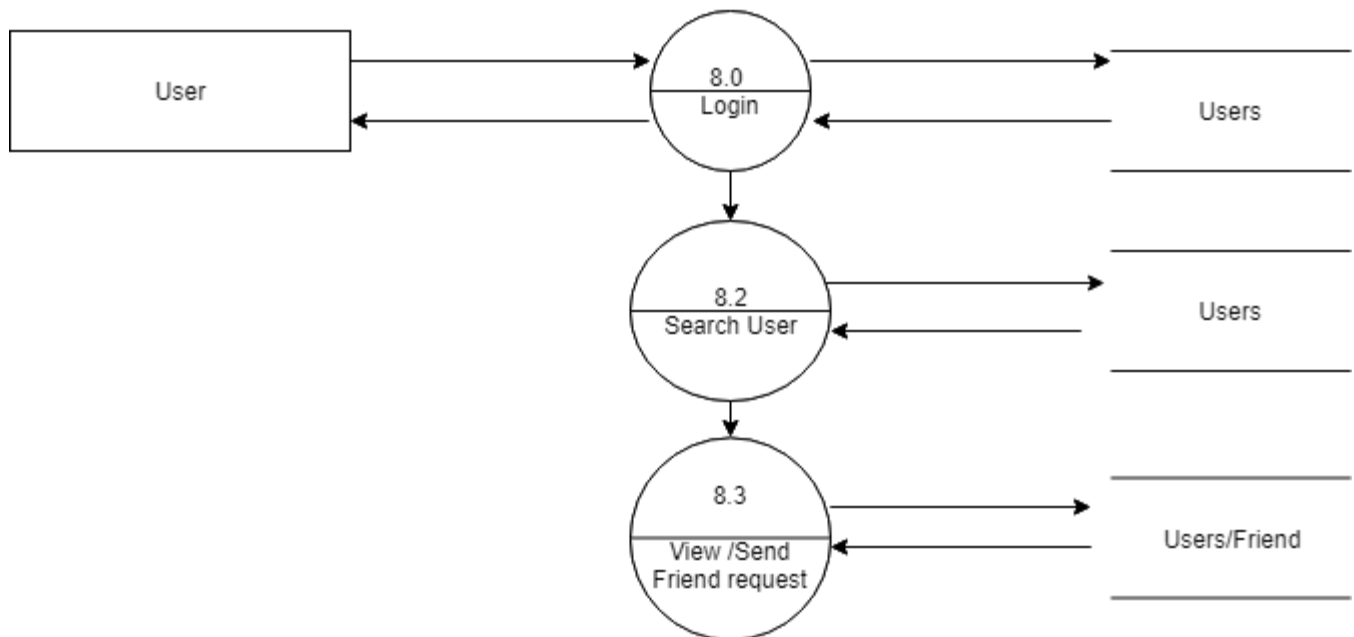 User
8.0
Login
Users
8.2
Search User
Users
8.3
View /Send
Friend request
Users/Friend